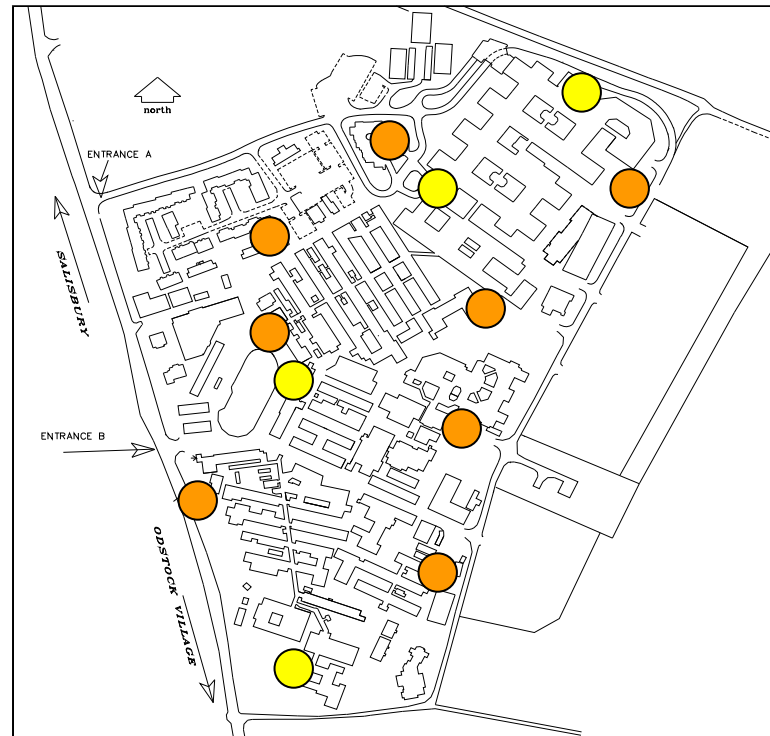 north
ENTRANCE A
SALISBURY
ENTRANCE B
ODSTOCK VILLAGE